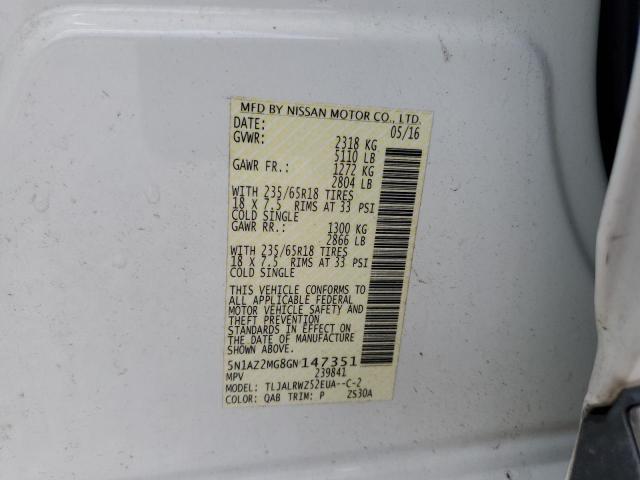 MFD BY NISSAN MOTOR CO., LTD.
DATE: 05/16
GVWR: 2318 KG
5110 LB
GAWR FR.: 1272 KG
2804 LB
WITH 235/65R18 TIRES
18 X 7.5 RIMS AT 33 PSI
COLD SINGLE
GAWR RR.: 1300 KG
2866 LB
WITH 235/65R18 TIRES
18 X 7.5 RIMS AT 33 PSI
COLD SINGLE
THIS VEHICLE CONFORMS TO
ALL APPLICABLE FEDERAL
MOTOR VEHICLE SAFETY AND
THEFT PREVENTION
STANDARDS IN EFFECT ON
THE DATE OF MANUFACTURE
SHOWN ABOVE.
5N1AZ2MG8GN147351
MPV 239841
MODEL: TLJALRWZ52EUA--C-2
COLOR: QAB TRIM: P ZS30A